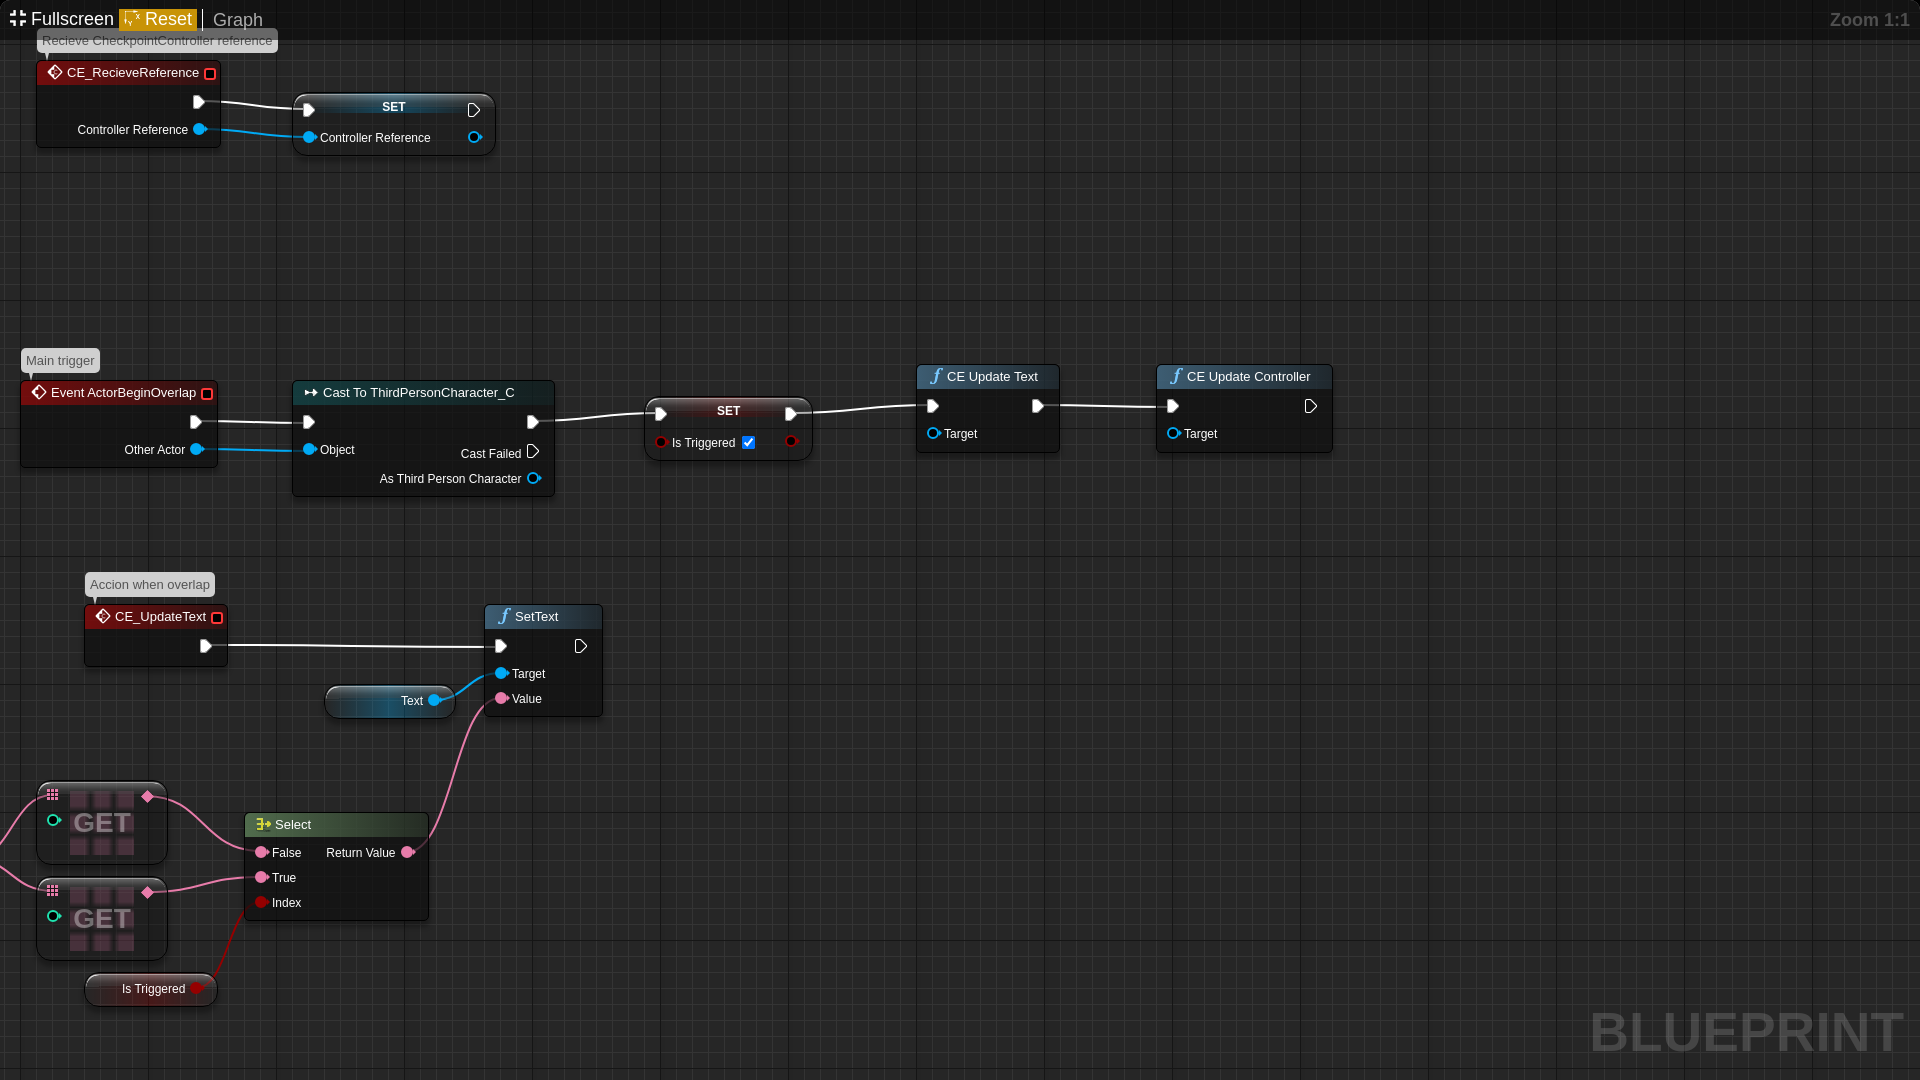 Fullscreen Reset Graph
Zoom 1:1
Recieve CheckpointController reference
CE_RecieveReference
Controller Reference
SET
Controller Reference
Main trigger
Event ActorBeginOverlap
Other Actor
Cast To ThirdPersonCharacter_C
Object
Cast Failed
As Third Person Character
SET
Is Triggered
CE Update Text
Target
CE Update Controller
Target
Accion when overlap
CE_UpdateText
SetText
Target
Value
Text
GET
GET
Select
False
Return Value
True
Index
Is Triggered
BLUEPRINT